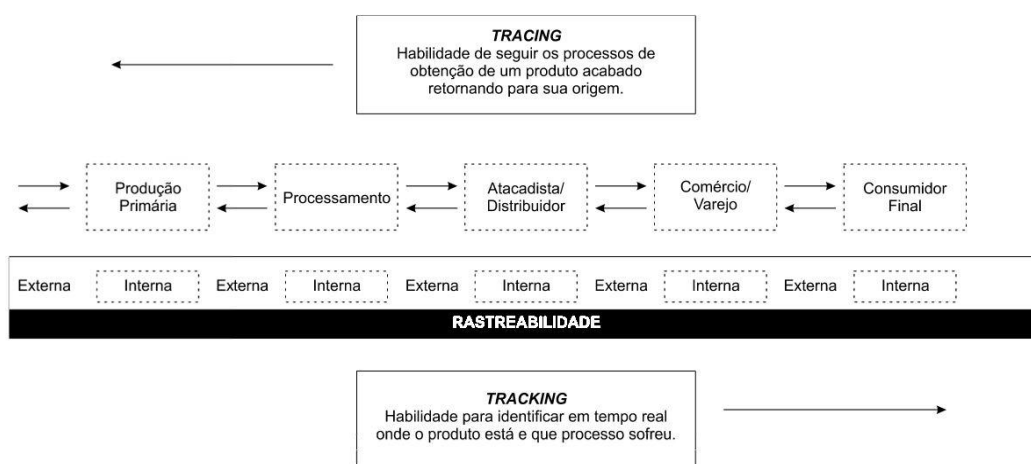 TRACING
Habilidade de seguir os processos de
obtenção de um produto acabado
retornando para sua origem.
Produção
Primária
Processamento
Atacadista/
Distribuidor
Comércio/
Varejo
Consumidor
Final
Externa
Interna
Externa
Interna
Externa
Interna
Externa
Interna
Externa
Interna
RASTREABILIDADE
TRACKING
Habilidade para identificar em tempo real
onde o produto está e que processo sofreu.